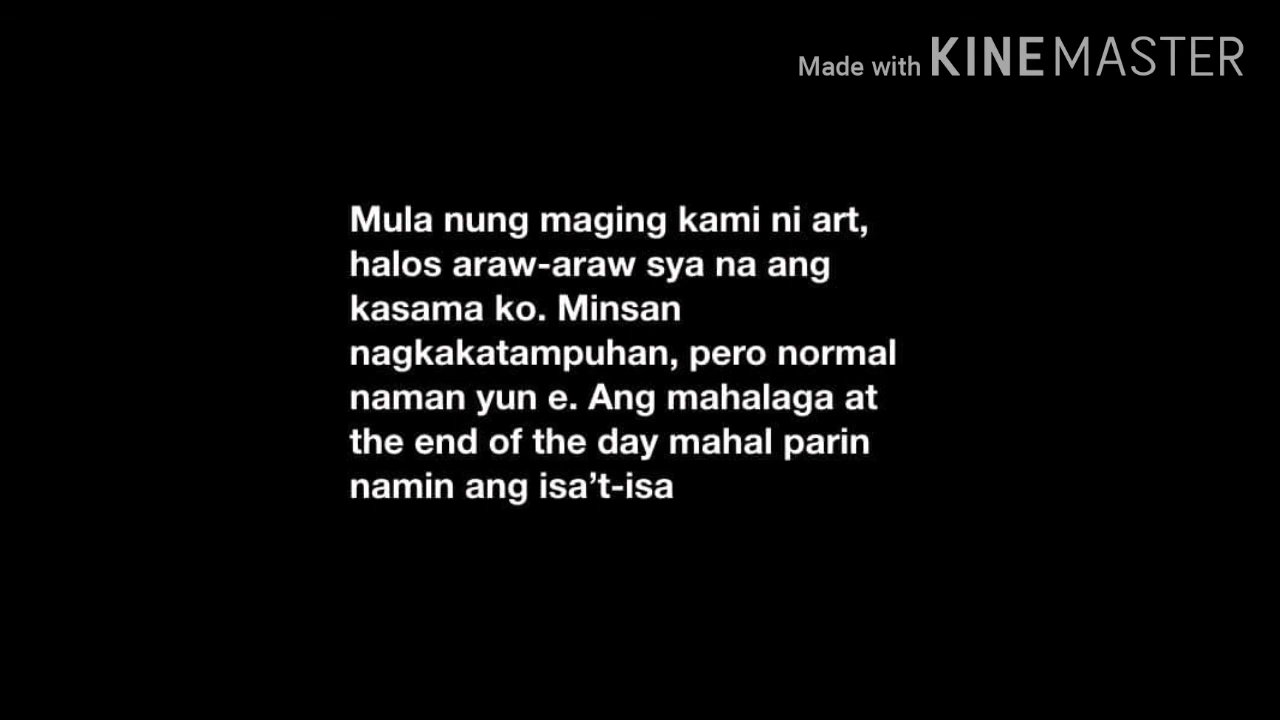 Made with KINEMASTER
Mula nung maging kami ni art,
halos araw-araw sya na ang
kasama ko. Minsan
nagkakatampuhan, pero normal
naman yun e. Ang mahalaga at
the end of the day mahal parin
namin ang isa’t-isa